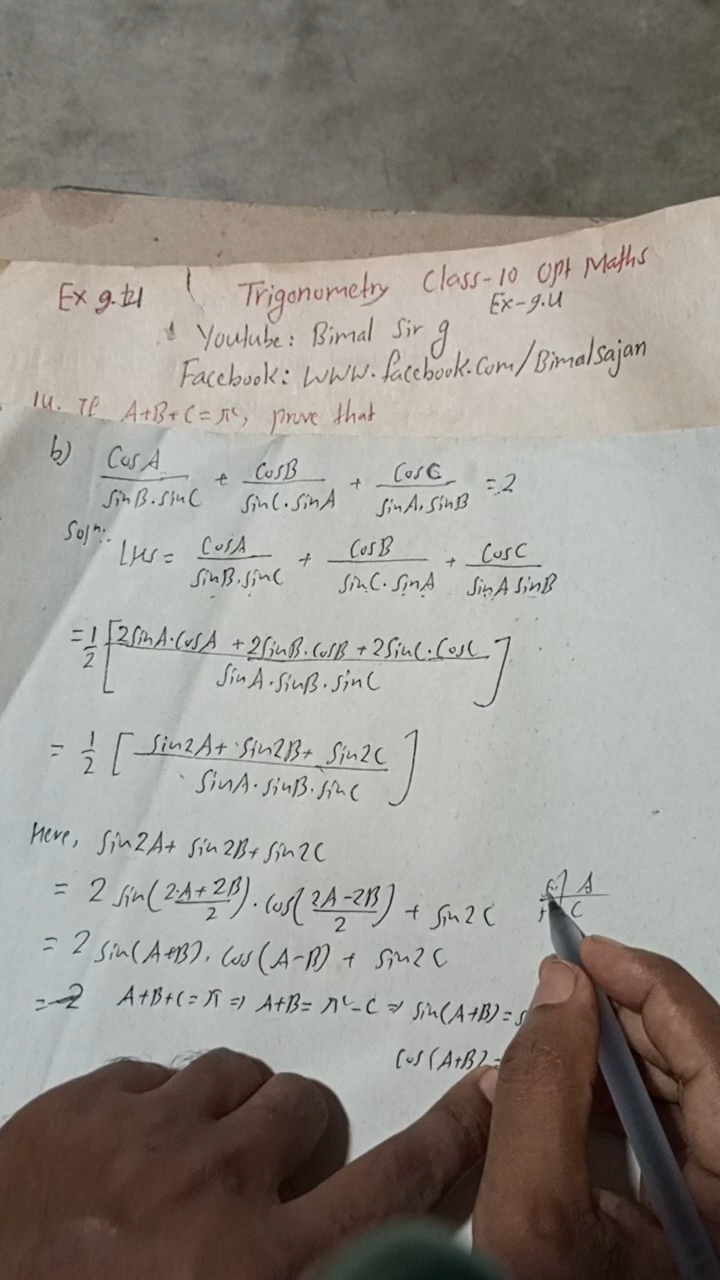 Ex 9.4 Trigonometry Class-10 Opt Maths
Ex-9.4
Youtube: Bimal Sir g
Facebook: www.facebook.com/Bimalsajan
14. If A+B+C=πᶜ, prove that
b) CosA/(sinB.sinC) + CosB/(sinC.sinA) + CosC/(sinA.sinB) = 2
Solⁿ:
LHS = CosA/(sinB.sinC) + CosB/(sinC.sinA) + CosC/(sinA sinB)
= 1/2 [(2sinA.CosA + 2sinB.CosB + 2sinC.CosC)/(sinA.sinB.sinC)]
= 1/2 [(sin2A + sin2B + sin2C)/(sinA.sinB.sinC)]
Here, sin2A + sin2B + sin2C
= 2 sin((2A+2B)/2).cos((2A-2B)/2) + sin2C
= 2 sin(A+B). Cos(A-B) + sin2C
A+B+C=π ⇒ A+B=πᶜ-C ⇒ sin(A+B)=
Cos(A+B)=
A
C